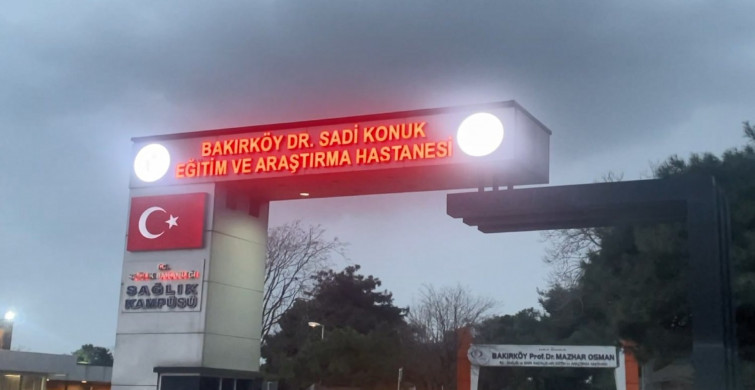 BAKIRKÖY DR. SADİ KONUK
EĞİTİM VE ARAŞTIRMA HASTANESİ
T.C.
SAĞLIK
KAMPÜSÜ
BAKIRKÖY Prof.Dr.MAZHAR OSMAN